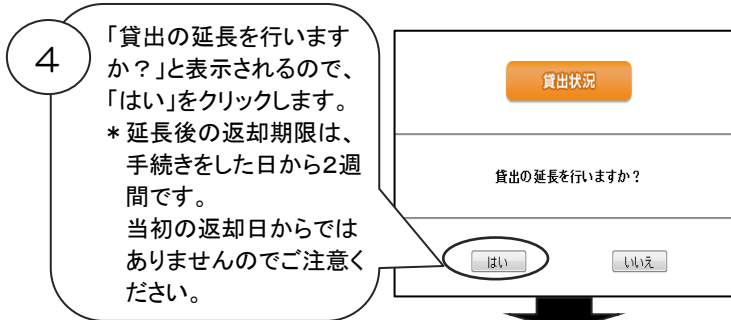 ４
「貸出の延長を行います
か？」と表示されるので、
「はい」をクリックします。
＊延長後の返却期限は、
手続きをした日から２週
間です。
当初の返却日からでは
ありませんのでご注意く
ださい。
貸出状況
貸出の延長を行いますか？
はい
いいえ